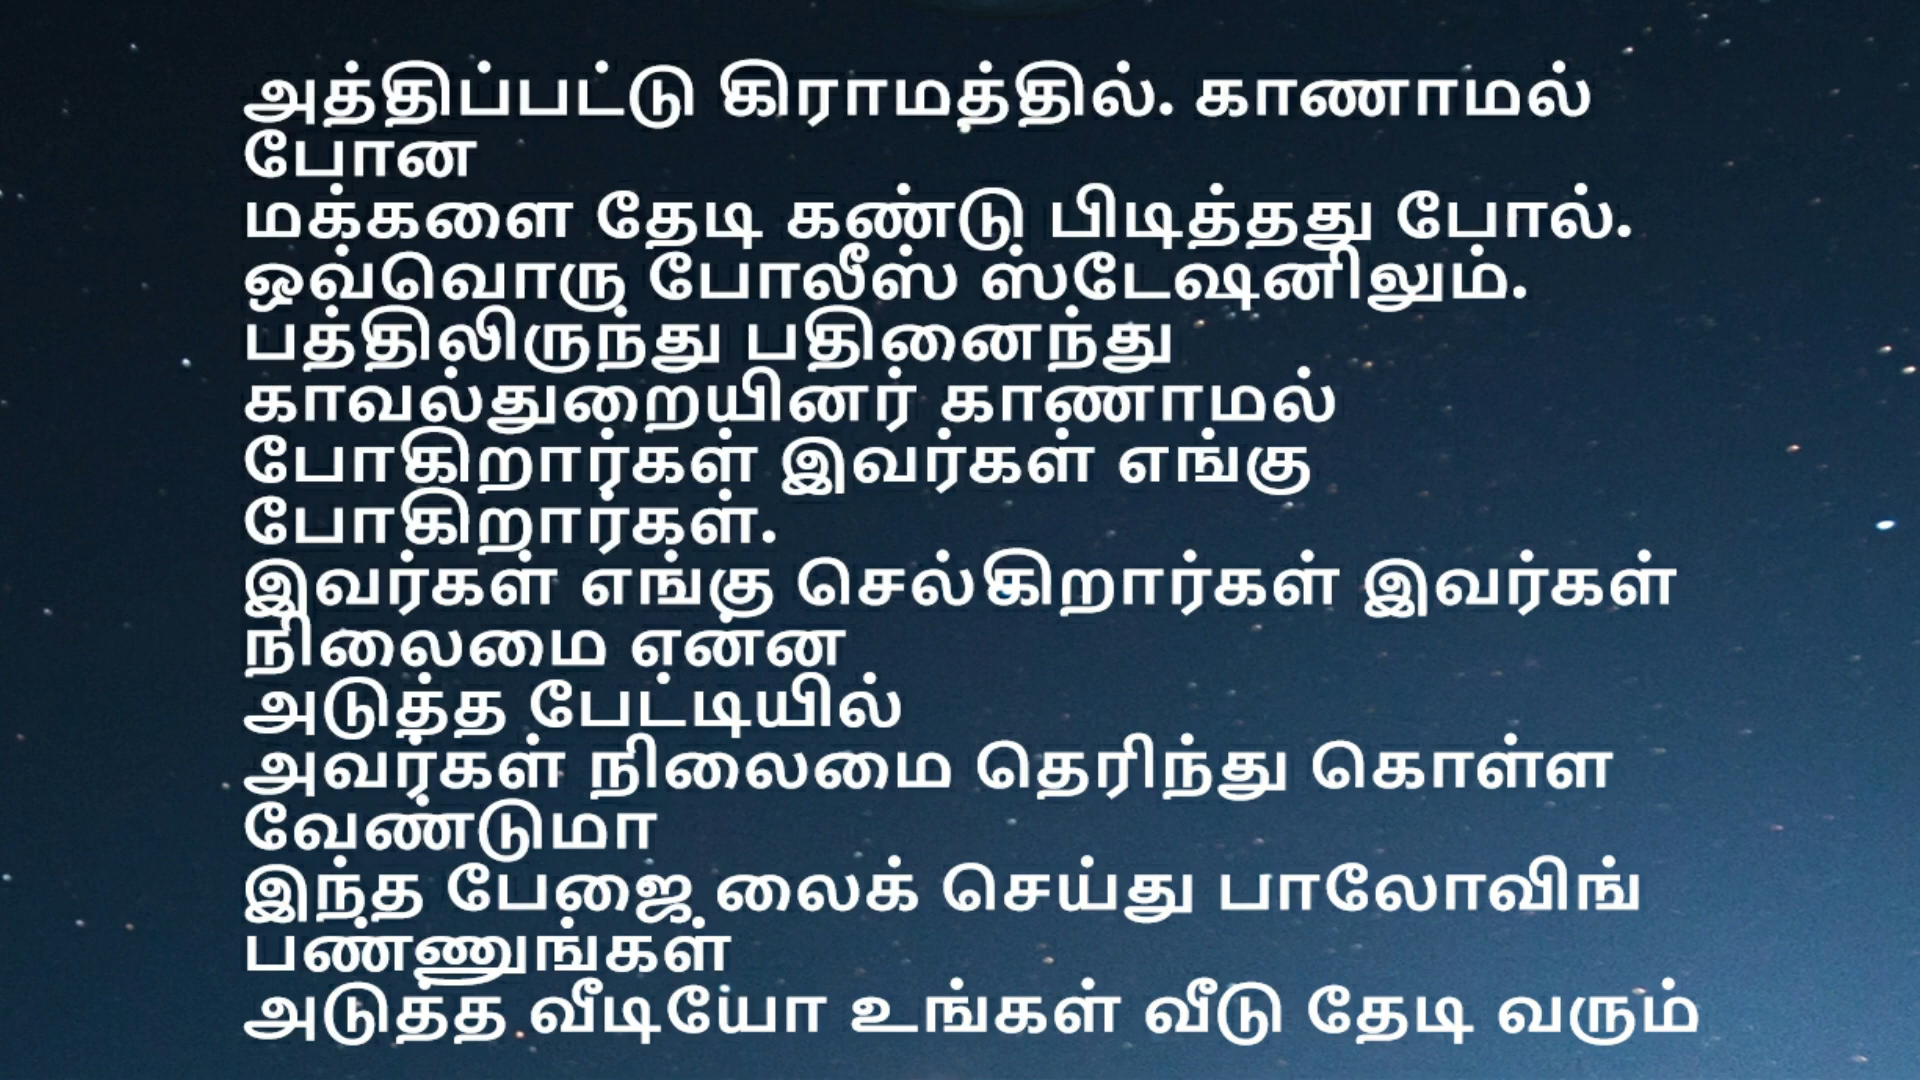 அத்திப்பட்டு கிராமத்தில். காணாமல்
போன
மக்களை தேடி கண்டு பிடித்தது போல்.
ஒவ்வொரு போலீஸ் ஸ்டேஷனிலும்.
பத்திலிருந்து பதினைந்து
காவல்துறையினர் காணாமல்
போகிறார்கள் இவர்கள் எங்கு
போகிறார்கள்.
இவர்கள் எங்கு செல்கிறார்கள் இவர்கள்
நிலைமை என்ன
அடுத்த பேட்டியில்
அவர்கள் நிலைமை தெரிந்து கொள்ள
வேண்டுமா
இந்த பேஜை லைக் செய்து பாலோவிங்
பண்ணுங்கள்
அடுத்த வீடியோ உங்கள் வீடு தேடி வரும்